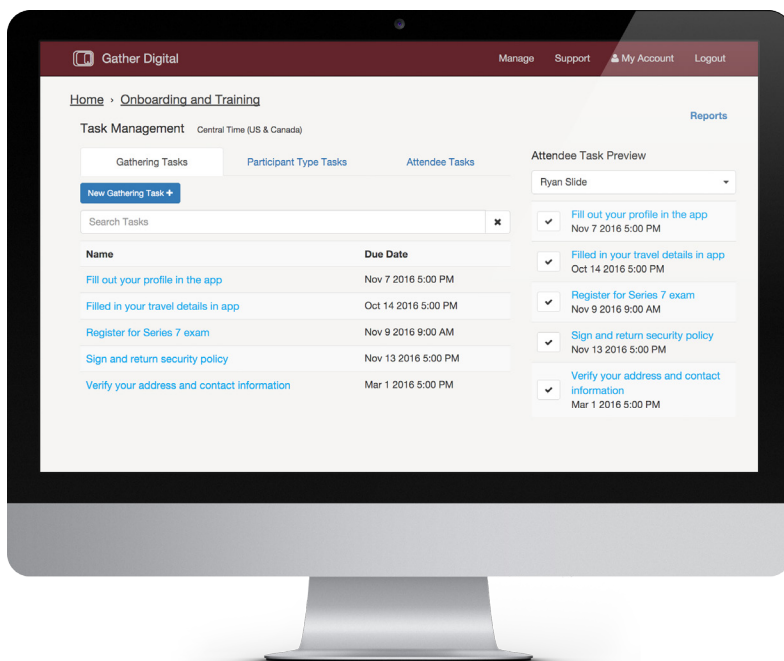 Gather Digital
Manage Support My Account Logout
Home › Onboarding and Training
Reports
Task Management Central Time (US & Canada)
Gathering Tasks Participant Type Tasks Attendee Tasks
New Gathering Task +
Search Tasks
Name Due Date
Fill out your profile in the app Nov 7 2016 5:00 PM
Filled in your travel details in app Oct 14 2016 5:00 PM
Register for Series 7 exam Nov 9 2016 9:00 AM
Sign and return security policy Nov 13 2016 5:00 PM
Verify your address and contact information Mar 1 2016 5:00 PM
Attendee Task Preview
Ryan Slide
Fill out your profile in the app
Nov 7 2016 5:00 PM
Filled in your travel details in app
Oct 14 2016 5:00 PM
Register for Series 7 exam
Nov 9 2016 9:00 AM
Sign and return security policy
Nov 13 2016 5:00 PM
Verify your address and contact
information
Mar 1 2016 5:00 PM